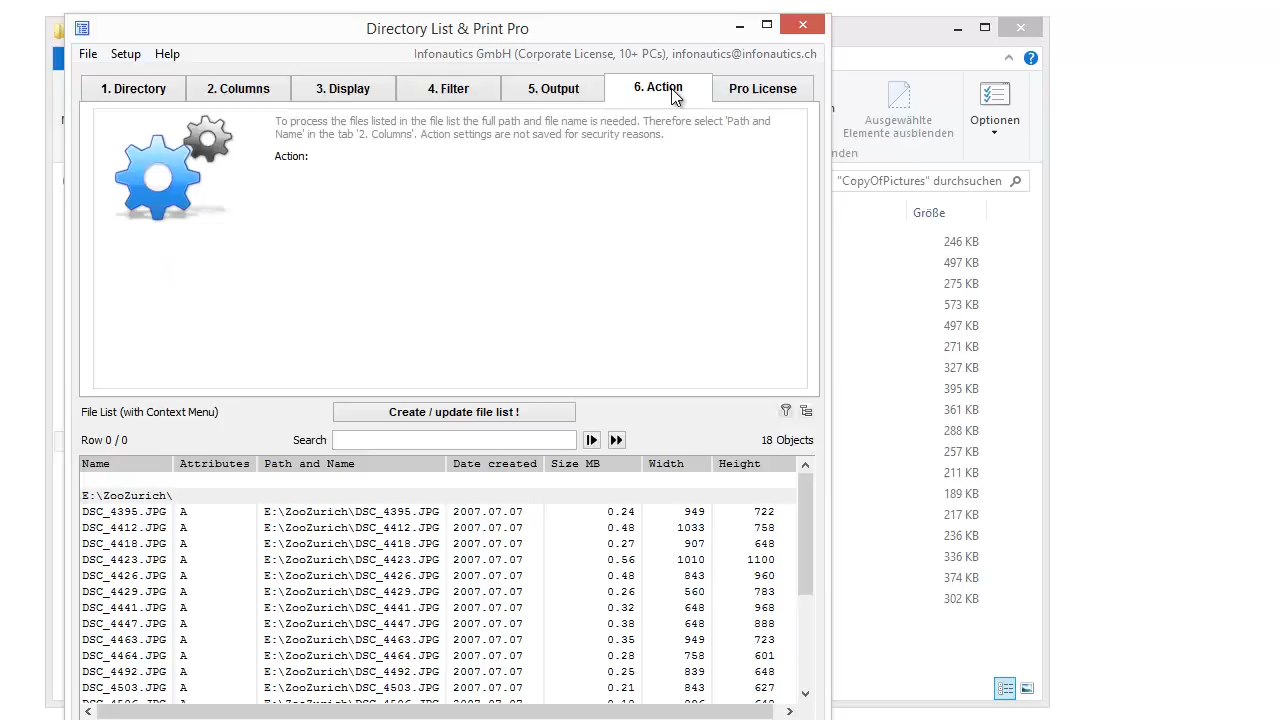 Directory List & Print Pro
File Setup Help
Infonautics GmbH (Corporate License, 10+ PCs), infonautics@infonautics.ch
1. Directory 2. Columns 3. Display 4. Filter 5. Output 6. Action Pro License
To process the files listed in the file list the full path and file name is needed. Therefore select 'Path and
Name' in the tab '2. Columns'. Action settings are not saved for security reasons.
Action:
File List (with Context Menu) Create / update file list !
Row 0 / 0 Search 18 Objects
Name Attributes Path and Name Date created Size MB Width Height
E:\ZooZurich\
DSC_4395.JPG A E:\ZooZurich\DSC_4395.JPG 2007.07.07 0.24 949 722
DSC_4412.JPG A E:\ZooZurich\DSC_4412.JPG 2007.07.07 0.48 1033 758
DSC_4418.JPG A E:\ZooZurich\DSC_4418.JPG 2007.07.07 0.27 907 648
DSC_4423.JPG A E:\ZooZurich\DSC_4423.JPG 2007.07.07 0.56 1010 1100
DSC_4426.JPG A E:\ZooZurich\DSC_4426.JPG 2007.07.07 0.48 843 960
DSC_4429.JPG A E:\ZooZurich\DSC_4429.JPG 2007.07.07 0.26 560 783
DSC_4441.JPG A E:\ZooZurich\DSC_4441.JPG 2007.07.07 0.32 648 968
DSC_4447.JPG A E:\ZooZurich\DSC_4447.JPG 2007.07.07 0.38 648 888
DSC_4463.JPG A E:\ZooZurich\DSC_4463.JPG 2007.07.07 0.35 949 723
DSC_4464.JPG A E:\ZooZurich\DSC_4464.JPG 2007.07.07 0.28 758 601
DSC_4492.JPG A E:\ZooZurich\DSC_4492.JPG 2007.07.07 0.25 839 648
DSC_4503.JPG A E:\ZooZurich\DSC_4503.JPG 2007.07.07 0.21 843 627
Ausgewählte
Elemente ausblenden
Optionen
nden
"CopyOfPictures" durchsuchen
Größe
246 KB
497 KB
275 KB
573 KB
497 KB
271 KB
327 KB
395 KB
361 KB
288 KB
257 KB
211 KB
189 KB
217 KB
236 KB
336 KB
374 KB
302 KB